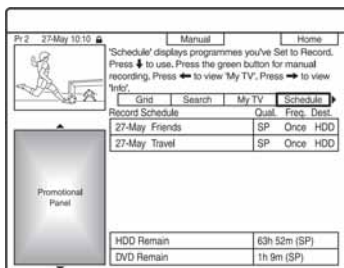 Pr 2 27-May 10:10 Manual Home
'Schedule' displays programmes you've Set to Record.
Press to use. Press the green button for manual
recording. Press to view 'My TV'. Press to view
'Info'.
Grid Search My TV Schedule
Record Schedule Qual. Freq. Dest.
27-May Friends SP Once HDD
27-May Travel SP Once HDD
Promotional
Panel
HDD Remain 63h 52m (SP)
DVD Remain 1h 9m (SP)